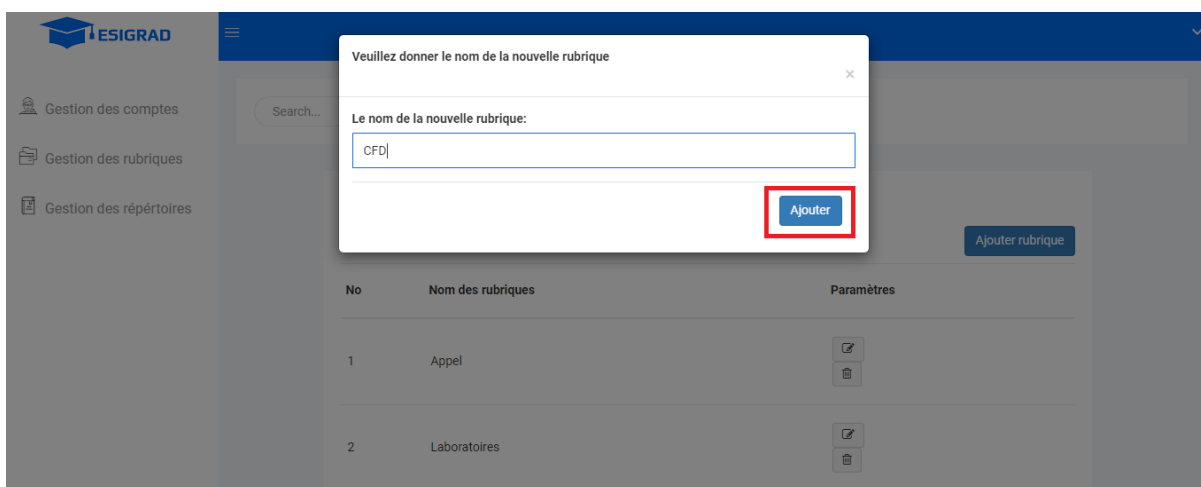 ESIGRAD
Veuillez donner le nom de la nouvelle rubrique
×
Gestion des comptes
Search...
Le nom de la nouvelle rubrique:
CFD
Gestion des rubriques
Gestion des répértoires
Ajouter
Ajouter rubrique
No Nom des rubriques Paramètres
1 Appel
2 Laboratoires